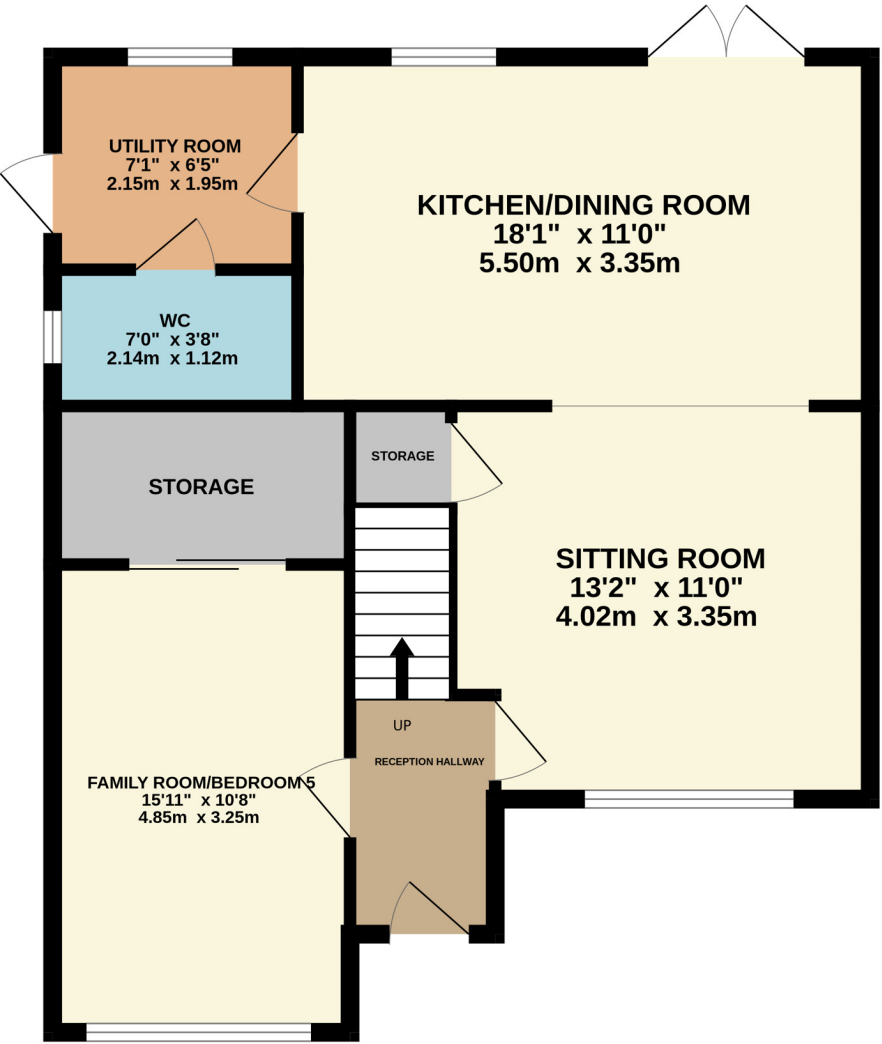 UTILITY ROOM
7'1" x 6'5"
2.15m x 1.95m
KITCHEN/DINING ROOM
18'1" x 11'0"
5.50m x 3.35m
WC
7'0" x 3'8"
2.14m x 1.12m
STORAGE
STORAGE
SITTING ROOM
13'2" x 11'0"
4.02m x 3.35m
UP
RECEPTION HALLWAY
FAMILY ROOM/BEDROOM 5
15'11" x 10'8"
4.85m x 3.25m